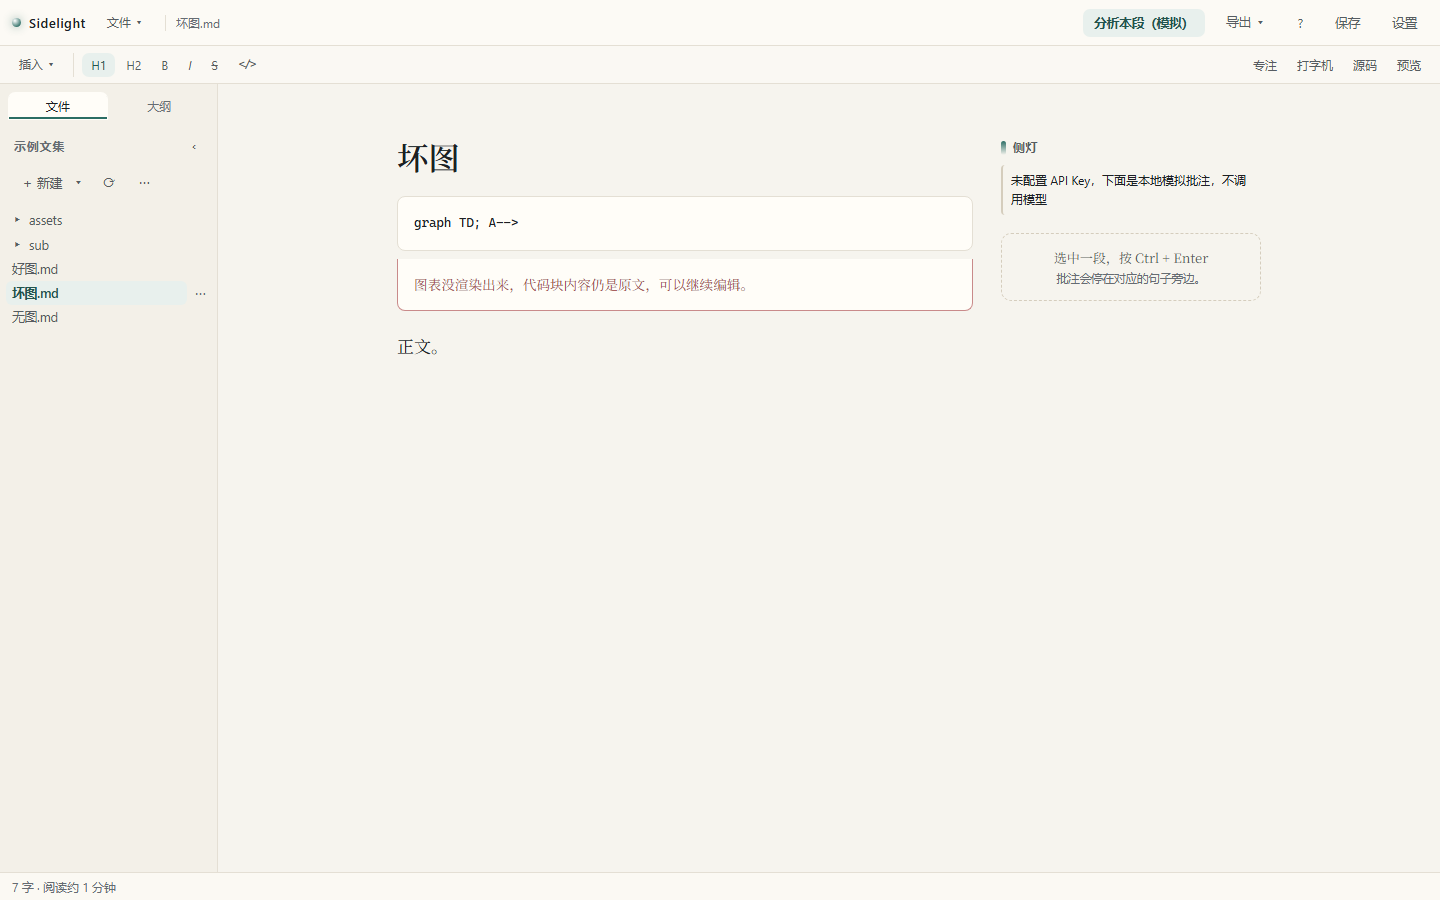 Sidelight 文件 坏图.md 分析本段（模拟） 导出 ? 保存 设置
插入 H1 H2 B I S </> 专注 打字机 源码 预览
文件 大纲
示例文集
+ 新建 ...
assets
sub
好图.md
坏图.md ...
无图.md
坏图
graph TD; A-->
图表没渲染出来，代码块内容仍是原文，可以继续编辑。
正文。
侧灯
未配置 API Key，下面是本地模拟批注，不调
用模型
选中一段，按 Ctrl + Enter
批注会停在对应的句子旁边。
7 字 · 阅读约 1 分钟